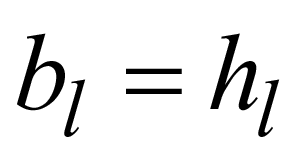 b_l = h_l